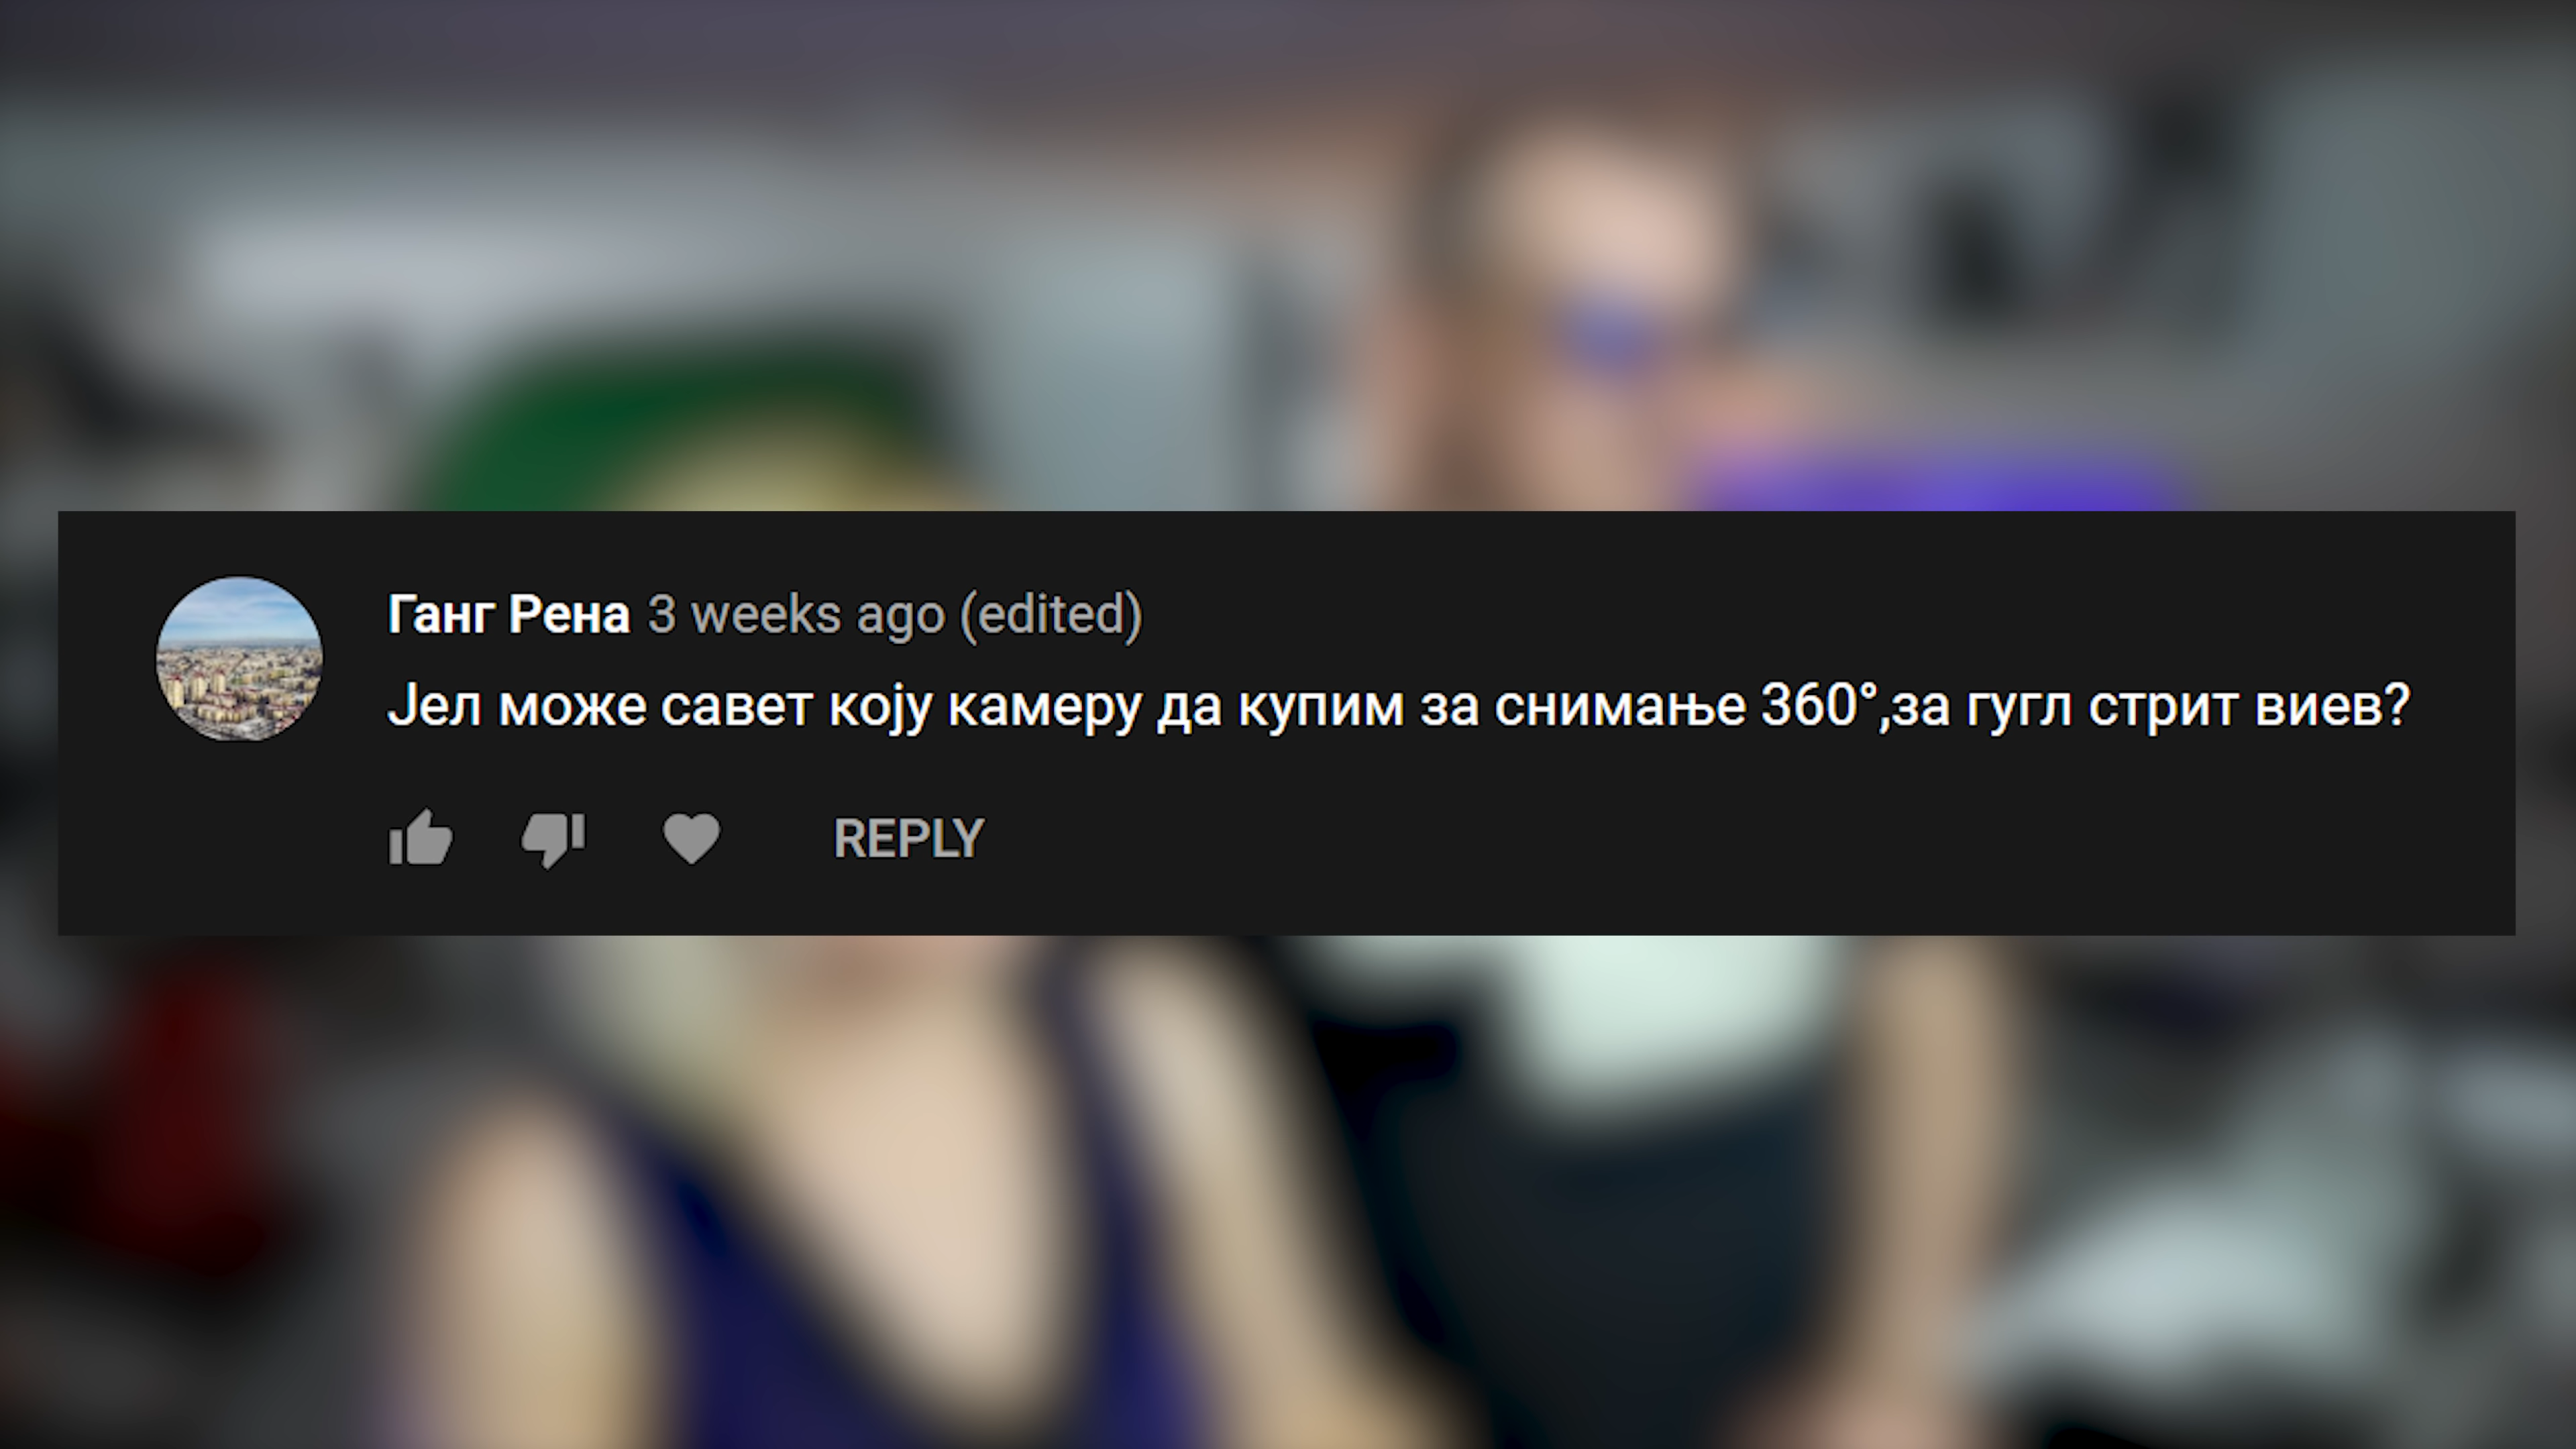 Ганг Рена 3 weeks ago (edited)
Јел може савет коју камеру да купим за снимање 360°,за гугл стрит виев?
REPLY